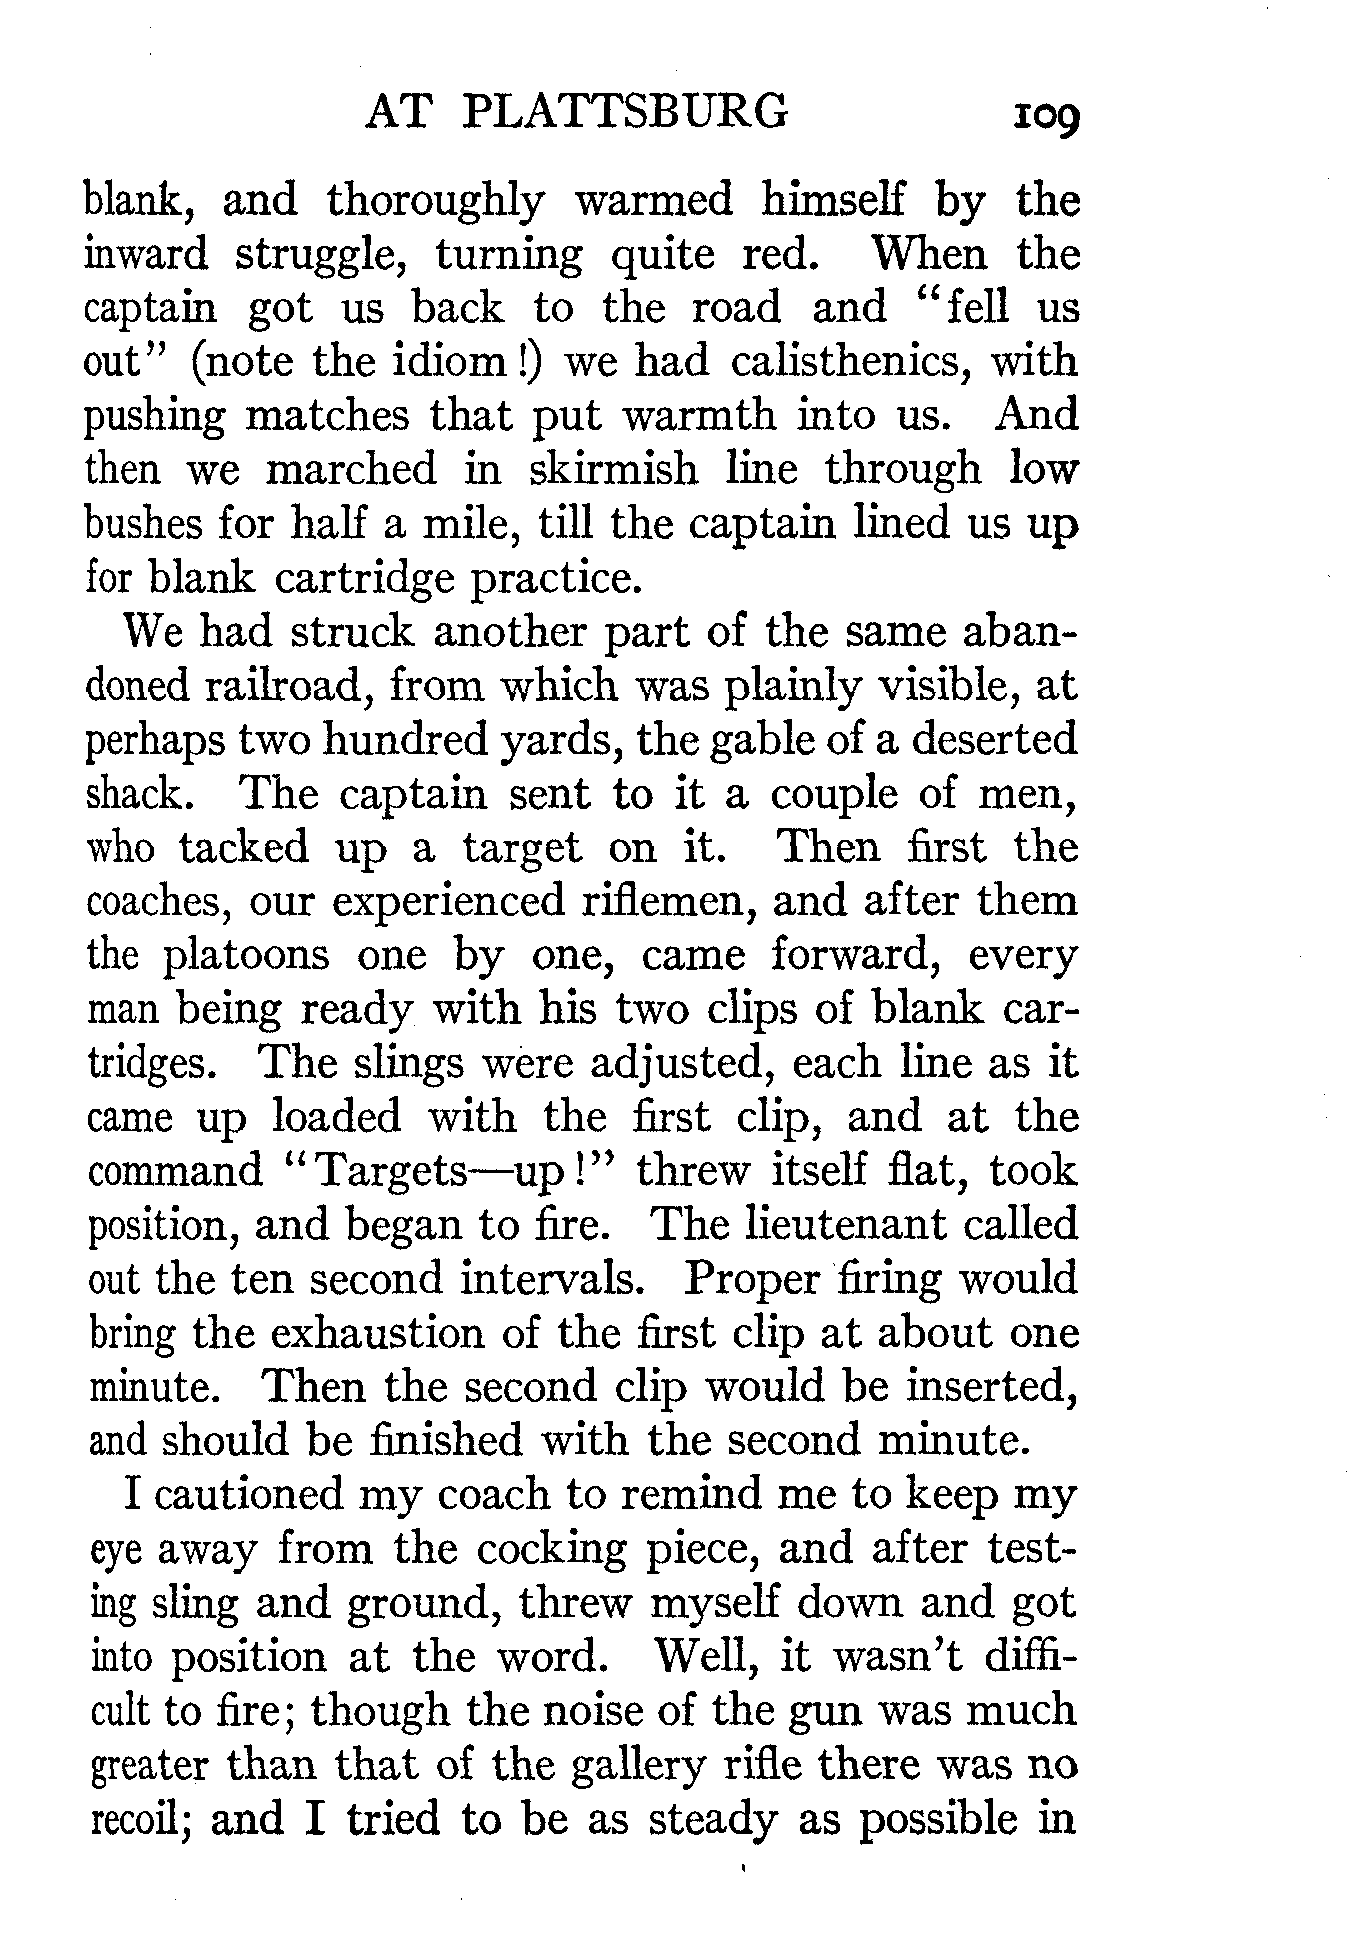 AT PLATTSBURG 109
blank, and thoroughly warmed himself by the
inward struggle, turning quite red. When the
captain got us back to the road and "fell us
out" (note the idiom!) we had calisthenics, with
pushing matches that put warmth into us. And
then we marched in skirmish line through low
bushes for half a mile, till the captain lined us up
for blank cartridge practice.
We had struck another part of the same aban-
doned railroad, from which was plainly visible, at
perhaps two hundred yards, the gable of a deserted
shack. The captain sent to it a couple of men,
who tacked up a target on it. Then first the
coaches, our experienced riflemen, and after them
the platoons one by one, came forward, every
man being ready with his two clips of blank car-
tridges. The slings were adjusted, each line as it
came up loaded with the first clip, and at the
command "Targets—up!" threw itself flat, took
position, and began to fire. The lieutenant called
out the ten second intervals. Proper firing would
bring the exhaustion of the first clip at about one
minute. Then the second clip would be inserted,
and should be finished with the second minute.
I cautioned my coach to remind me to keep my
eye away from the cocking piece, and after test-
ing sling and ground, threw myself down and got
into position at the word. Well, it wasn't diffi-
cult to fire; though the noise of the gun was much
greater than that of the gallery rifle there was no
recoil; and I tried to be as steady as possible in